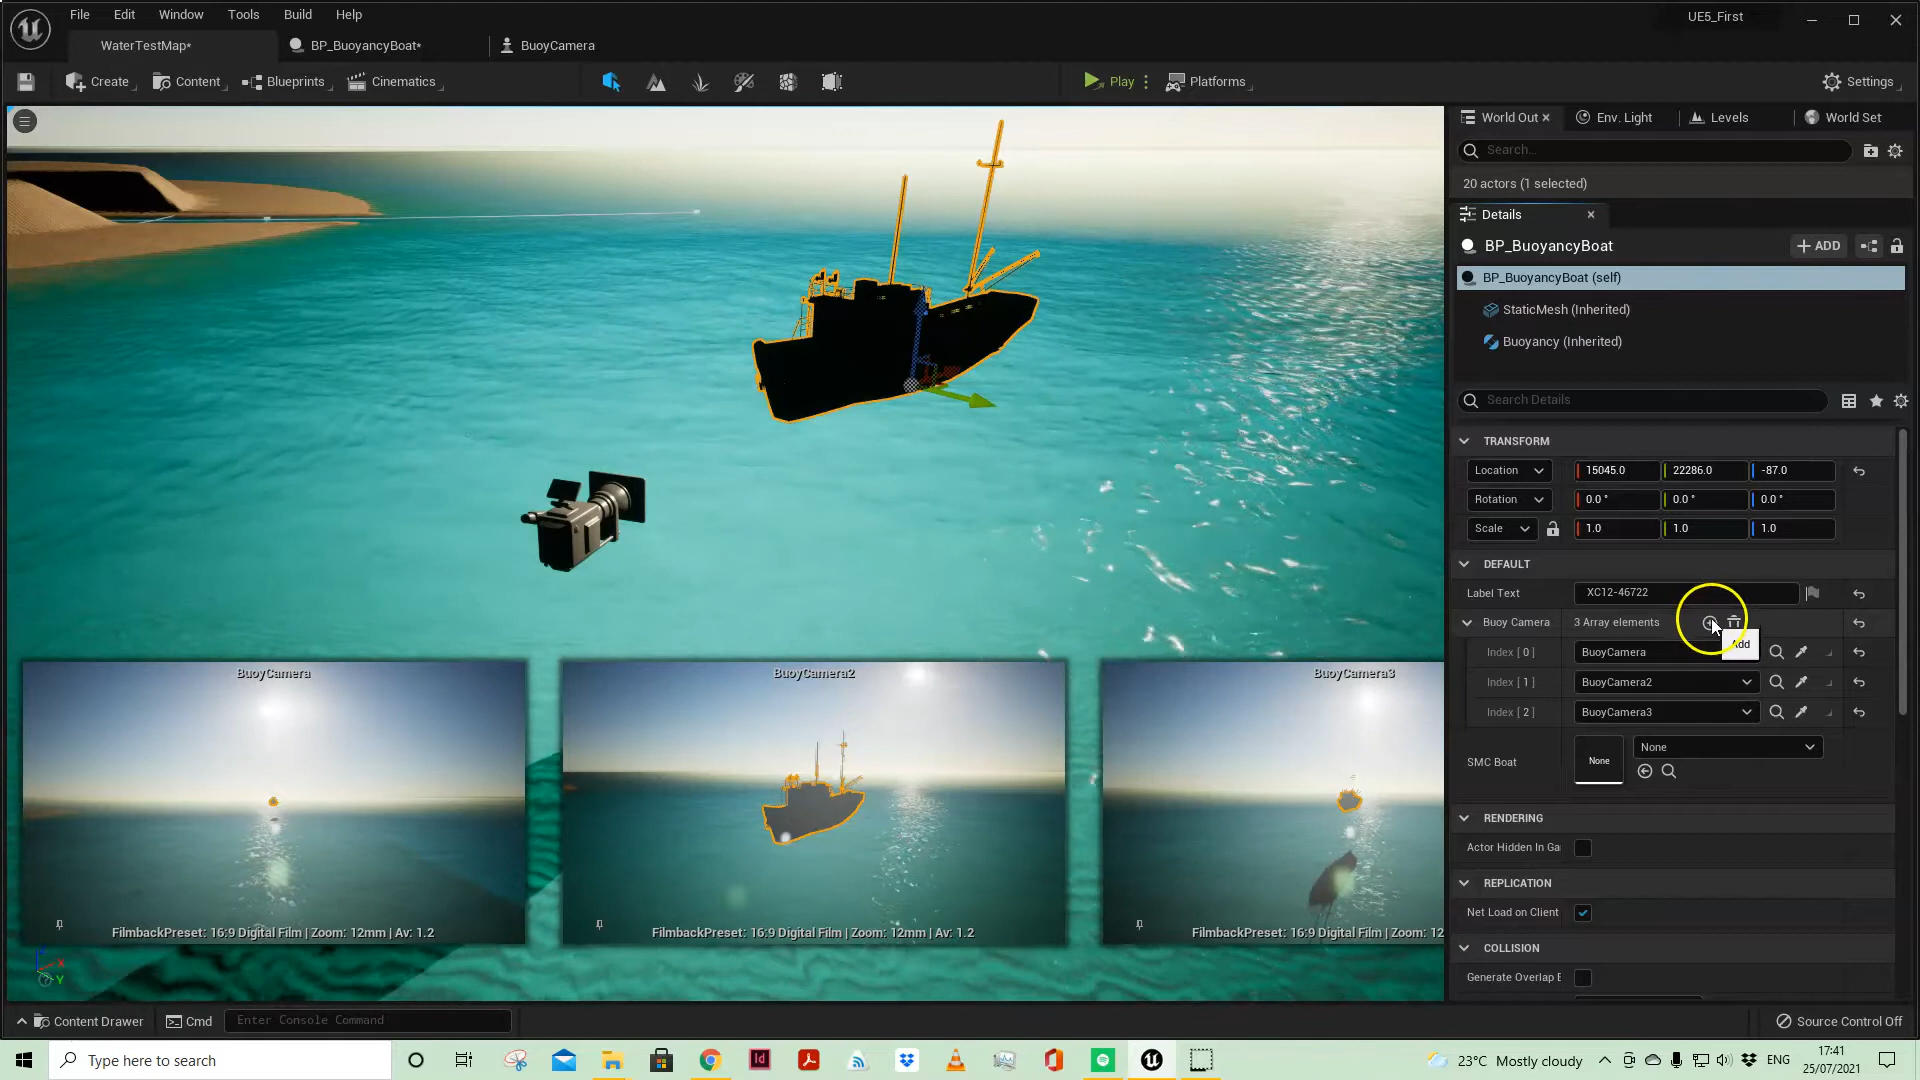 File Edit Window Tools Build Help UE5_First
WaterTestMap* BP_BuoyancyBoat* BuoyCamera
Create Content Blueprints Cinematics Play Platforms Settings
World Out Env. Light Levels World Set
Search...
20 actors (1 selected)
Details
BP_BuoyancyBoat ADD
BP_BuoyancyBoat (self)
StaticMesh (Inherited)
Buoyancy (Inherited)
Search Details
TRANSFORM
Location 15045.0 22286.0 -87.0
Rotation 0.0 ° 0.0 ° 0.0 °
Scale 1.0 1.0 1.0
DEFAULT
Label Text XC12-46722
Buoy Camera 3 Array elements
Add
Index [ 0 ] BuoyCamera
Index [ 1 ] BuoyCamera2
Index [ 2 ] BuoyCamera3
SMC Boat None None
RENDERING
Actor Hidden In Ga
REPLICATION
Net Load on Client
COLLISION
Generate Overlap E
BuoyCamera BuoyCamera2 BuoyCamera3
FilmbackPreset: 16:9 Digital Film | Zoom: 12mm | Av: 1.2
FilmbackPreset: 16:9 Digital Film | Zoom: 12mm | Av: 1.2
FilmbackPreset: 16:9 Digital Film | Zoom: 12
X
Y
Content Drawer Cmd Enter Console Command Source Control Off
Type here to search 23°C Mostly cloudy ENG 17:41
25/07/2021